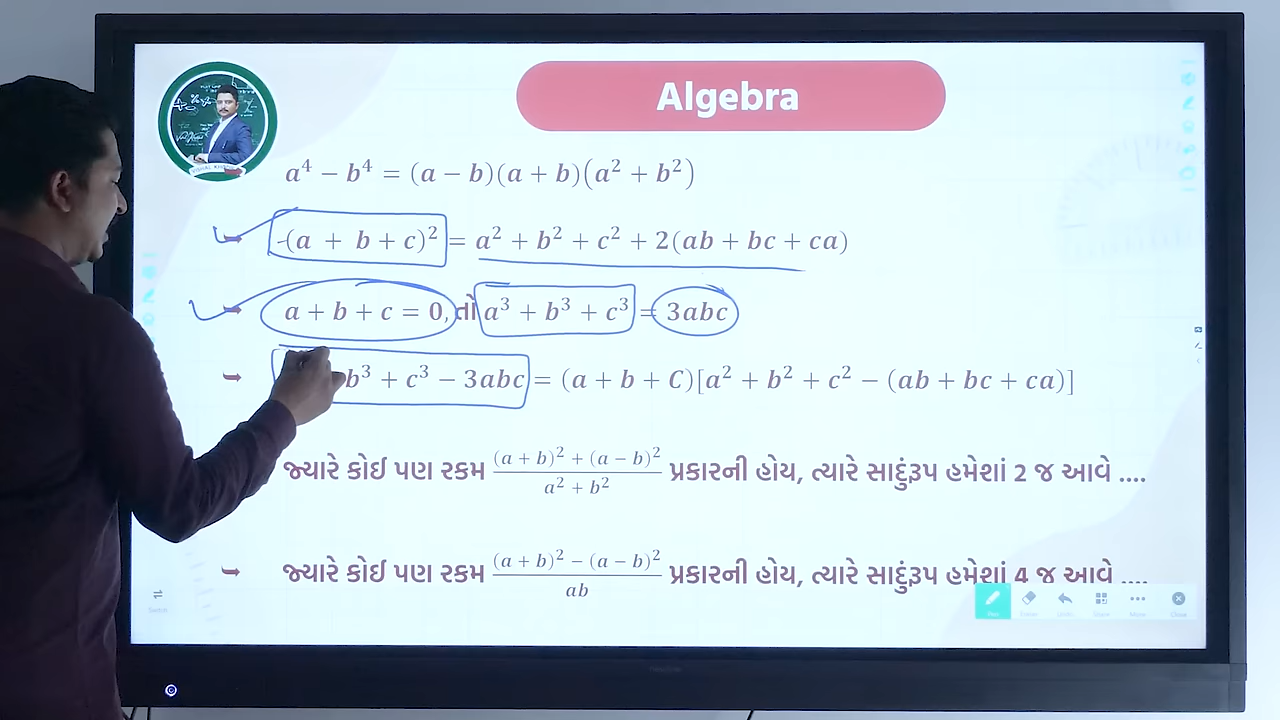 Algebra
a⁴ − b⁴ = (a − b)(a + b)(a² + b²)
(a + b + c)² = a² + b² + c² + 2(ab + bc + ca)
a + b + c = 0, તો a³ + b³ + c³ = 3abc
b³ + c³ − 3abc = (a + b + C)[a² + b² + c² − (ab + bc + ca)]
જ્યારે કોઈ પણ રકમ ((a + b)² + (a − b)²)/(a² + b²) પ્રકારની હોય, ત્યારે સાદુંરૂપ હમેશાં 2 જ આવે ....
જ્યારે કોઈ પણ રકમ ((a + b)² − (a − b)²)/(ab) પ્રકારની હોય, ત્યારે સાદુંરૂપ હમેશાં 4 જ આવે ....